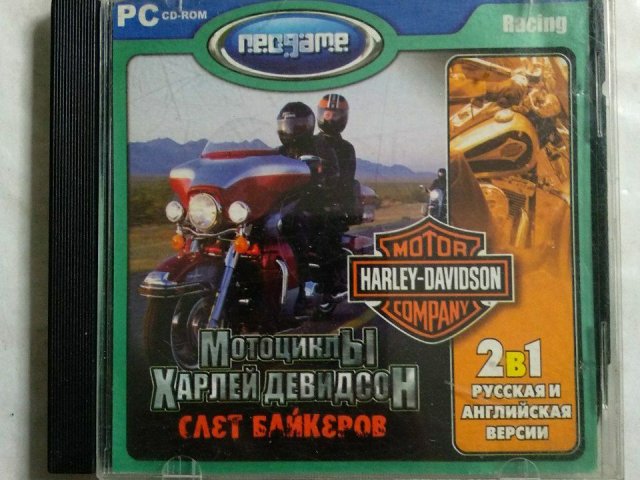 PC CD-ROM
neogame
Racing
MOTOR
HARLEY-DAVIDSON
COMPANY
МОТОЦИКЛЫ
ХАРЛЕЙ ДЕВИДСОН
СЛЕТ БАЙКЕРОВ
2в1
РУССКАЯ И
АНГЛИЙСКАЯ
ВЕРСИИ